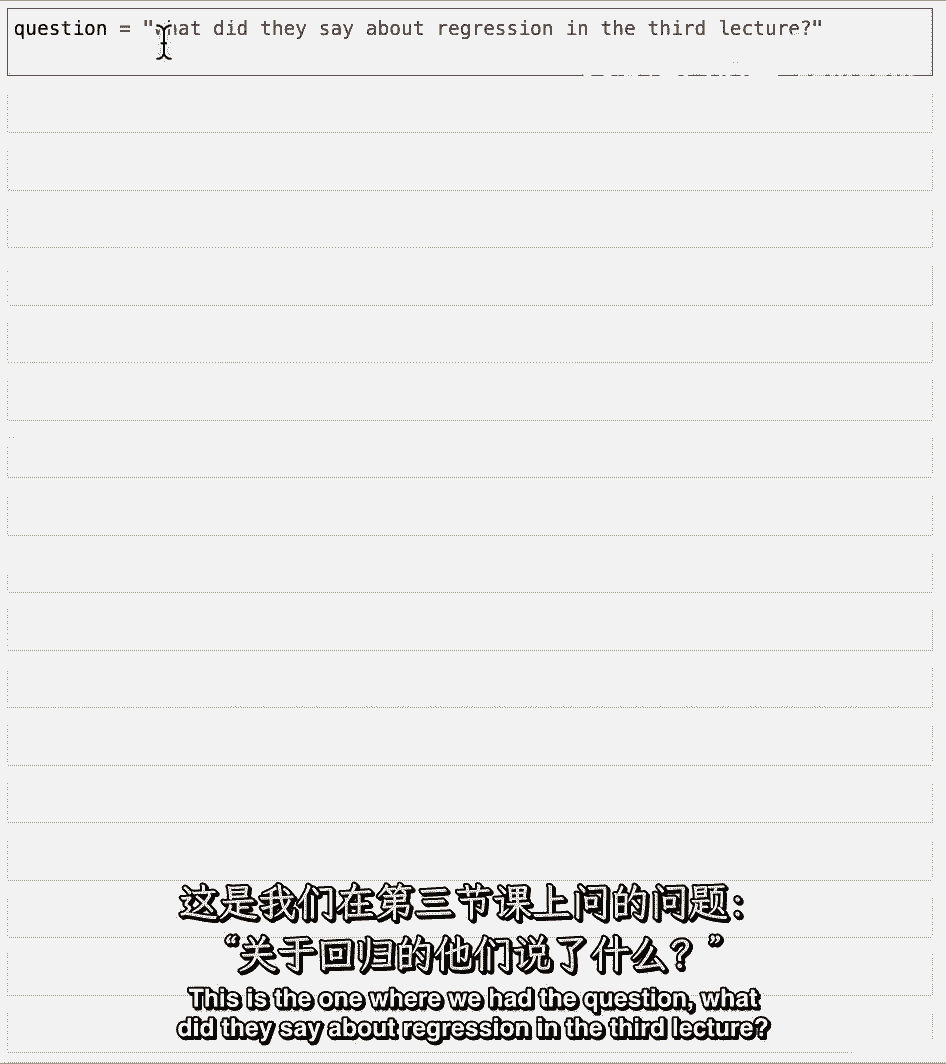 question = "what did they say about regression in the third lecture?"
这是我们在第三节课上问的问题：
“关于回归的他们说了什么？”
This is the one where we had the question, what
did they say about regression in the third lecture?